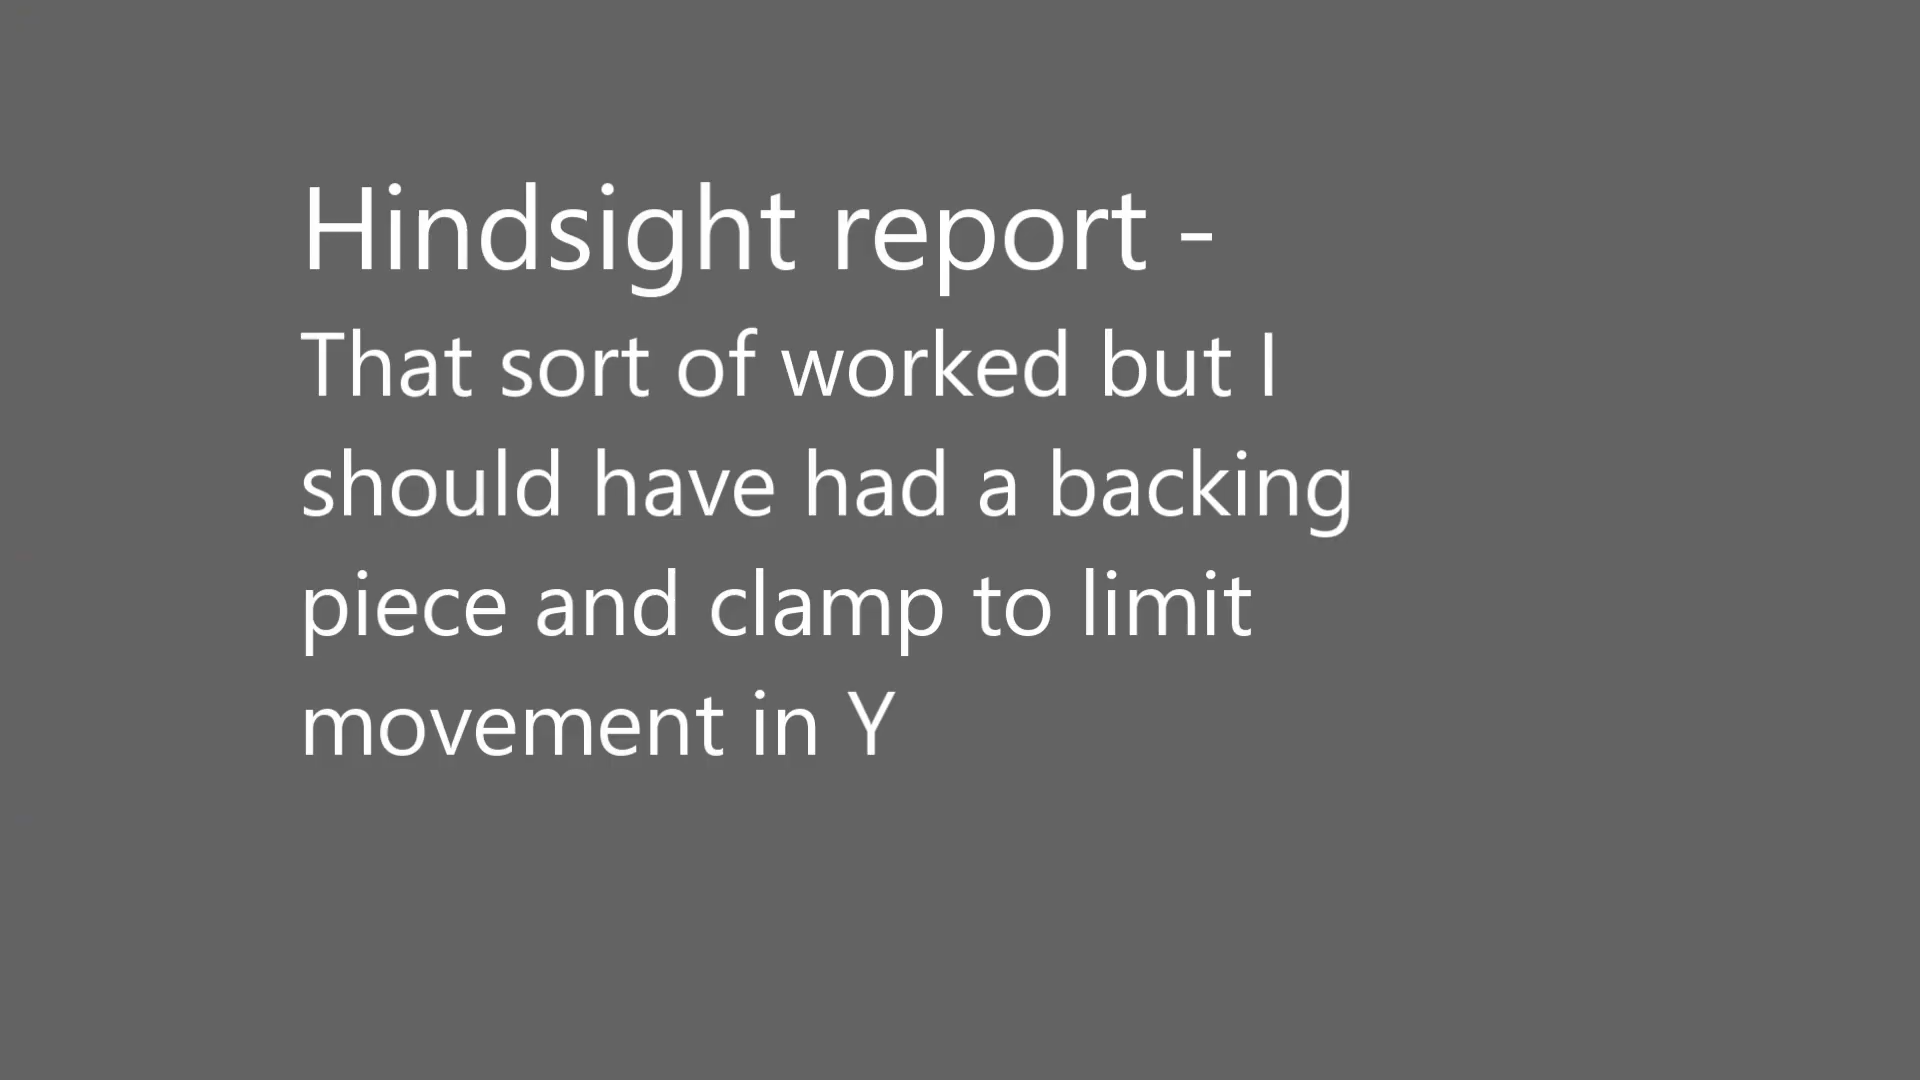 Hindsight report -
That sort of worked but I
should have had a backing
piece and clamp to limit
movement in Y